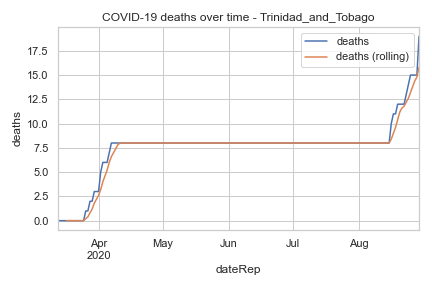 COVID-19 deaths over time - Trinidad_and_Tobago
deaths
deaths (rolling)
17.5
15.0
12.5
10.0
7.5
5.0
2.5
0.0
deaths
Apr
2020
May
Jun
Jul
Aug
dateRep